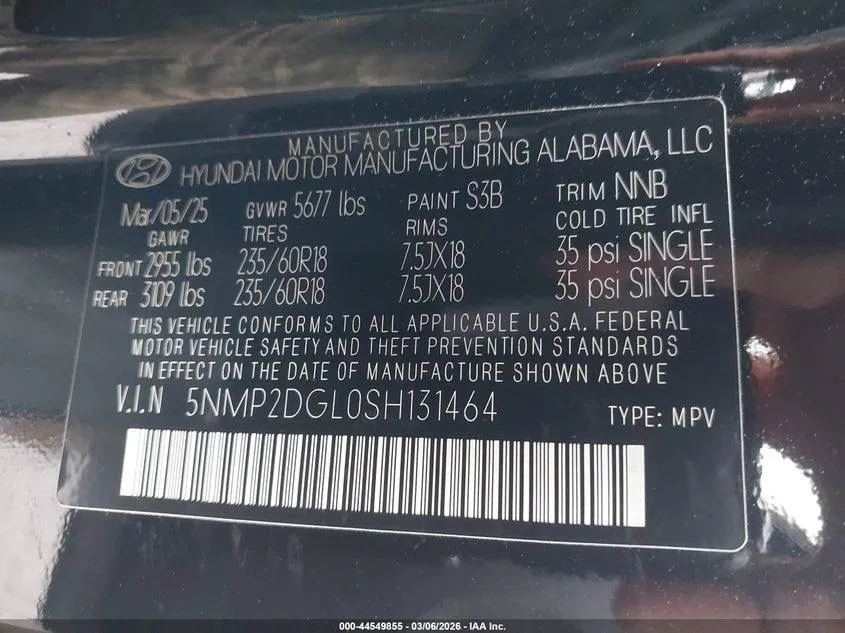 MANUFACTURED BY
HYUNDAI MOTOR MANUFACTURING ALABAMA, LLC
Mar/05/25 GVWR 5677 lbs PAINT S3B TRIM NNB
GAWR TIRES RIMS COLD TIRE INFL
FRONT 2955 lbs 235/60R18 7.5JX18 35 psi SINGLE
REAR 3109 lbs 235/60R18 7.5JX18 35 psi SINGLE
THIS VEHICLE CONFORMS TO ALL APPLICABLE U.S.A. FEDERAL
MOTOR VEHICLE SAFETY AND THEFT PREVENTION STANDARDS
IN EFFECT ON THE DATE OF MANUFACTURE SHOWN ABOVE
V.I.N 5NMP2DGL0SH131464 TYPE: MPV
000-44549855 - 03/06/2026 - IAA Inc.